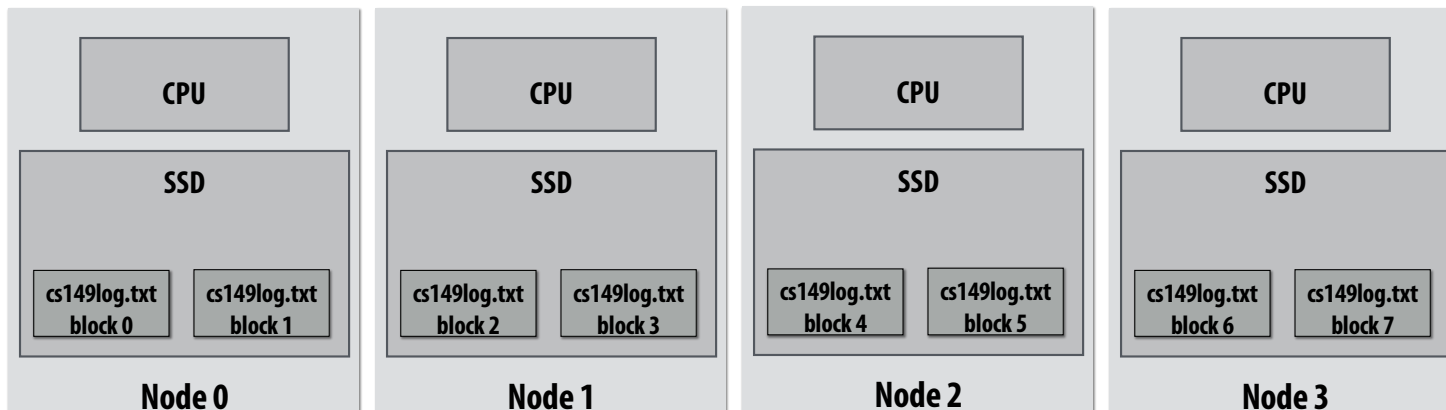 CPU
SSD
cs149log.txt
block 0
cs149log.txt
block 1
Node 0
CPU
SSD
cs149log.txt
block 2
cs149log.txt
block 3
Node 1
CPU
SSD
cs149log.txt
block 4
cs149log.txt
block 5
Node 2
CPU
SSD
cs149log.txt
block 6
cs149log.txt
block 7
Node 3